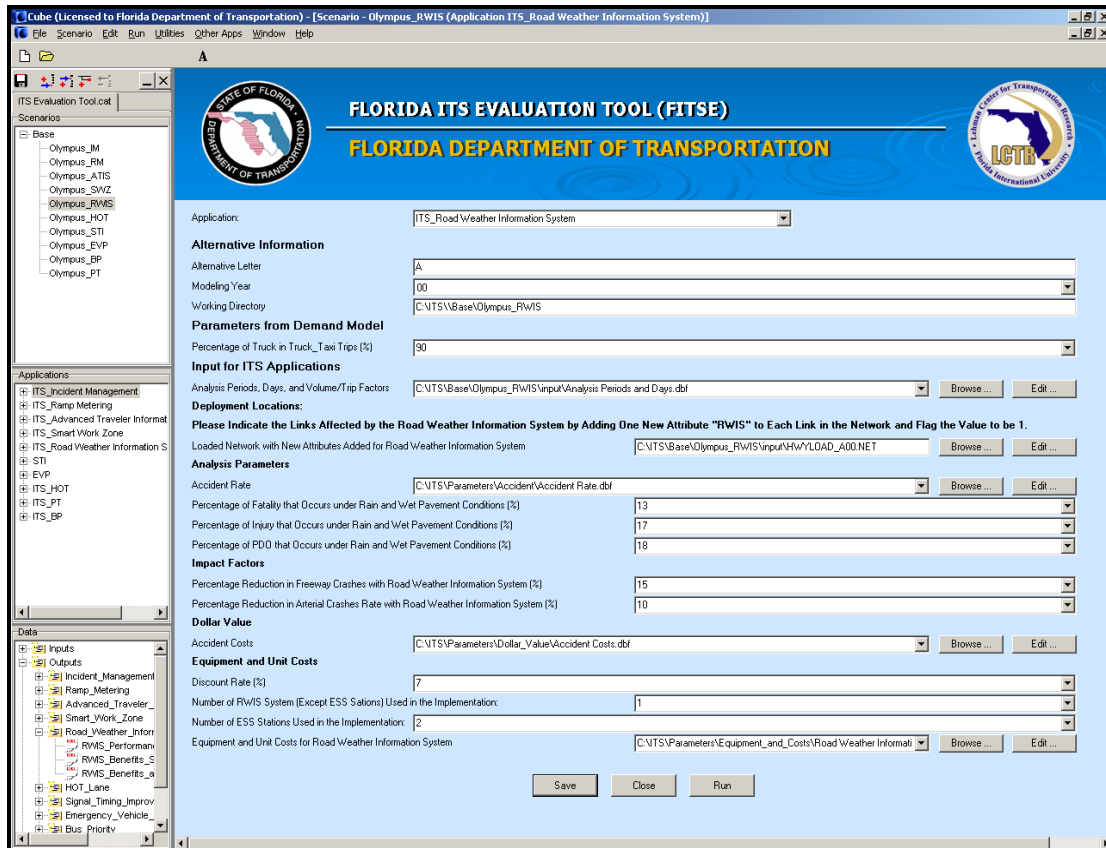 Cube (Licensed to Florida Department of Transportation) - [Scenario - Olympus_RWIS (Application ITS_Road Weather Information System)]
File Scenario Edit Run Utilities Other Apps Window Help
A
ITS Evaluation Tool.cat
Scenarios
Base
Olympus_IM
Olympus_RM
Olympus_ATIS
Olympus_SWZ
Olympus_RWIS
Olympus_HOT
Olympus_STI
Olympus_EVP
Olympus_BP
Olympus_PT
Applications
ITS_Incident Management
ITS_Ramp Metering
ITS_Advanced Traveler Informat
ITS_Smart Work Zone
ITS_Road Weather Information S
STI
EVP
ITS_HOT
ITS_PT
ITS_BP
Data
Inputs
Outputs
Incident_Management
Ramp_Metering
Advanced_Traveler_
Smart_Work_Zone
Road_Weather_Inform
RWIS_Performan
RWIS_Benefits_S
RWIS_Benefits_a
HOT_Lane
Signal_Timing_Improv
Emergency_Vehicle_
Bus_Priority
STATE OF FLORIDA
DEPARTMENT OF TRANSPORTATION
FLORIDA ITS EVALUATION TOOL (FITSE)
FLORIDA DEPARTMENT OF TRANSPORTATION
Lehman Center for Transportation Research
LCTR
Florida International University
Application: ITS_Road Weather Information System
Alternative Information
Alternative Letter A
Modeling Year 00
Working Directory C:\ITS\\Base\Olympus_RWIS
Parameters from Demand Model
Percentage of Truck in Truck_Taxi Trips (%) 90
Input for ITS Applications
Analysis Periods, Days, and Volume/Trip Factors C:\ITS\Base\Olympus_RWIS\input\Analysis Periods and Days.dbf Browse ... Edit ...
Deployment Locations:
Please Indicate the Links Affected by the Road Weather Information System by Adding One New Attribute "RWIS" to Each Link in the Network and Flag the Value to be 1.
Loaded Network with New Attributes Added for Road Weather Information System C:\ITS\Base\Olympus_RWIS\input\HWYLOAD_A00.NET Browse ... Edit ...
Analysis Parameters
Accident Rate C:\ITS\Parameters\Accident\Accident Rate.dbf Browse ... Edit ...
Percentage of Fatality that Occurs under Rain and Wet Pavement Conditions (%) 13
Percentage of Injury that Occurs under Rain and Wet Pavement Conditions (%) 17
Percentage of PDO that Occurs under Rain and Wet Pavement Conditions (%) 18
Impact Factors
Percentage Reduction in Freeway Crashes with Road Weather Information System (%) 15
Percentage Reduction in Arterial Crashes Rate with Road Weather Information System (%) 10
Dollar Value
Accident Costs C:\ITS\Parameters\Dollar_Value\Accident Costs.dbf Browse ... Edit ...
Equipment and Unit Costs
Discount Rate (%) 7
Number of RWIS System (Except ESS Sations) Used in the Implementation: 1
Number of ESS Stations Used in the Implementation: 2
Equipment and Unit Costs for Road Weather Information System C:\ITS\Parameters\Equipment_and_Costs\Road Weather Informati Browse ... Edit ...
Save Close Run